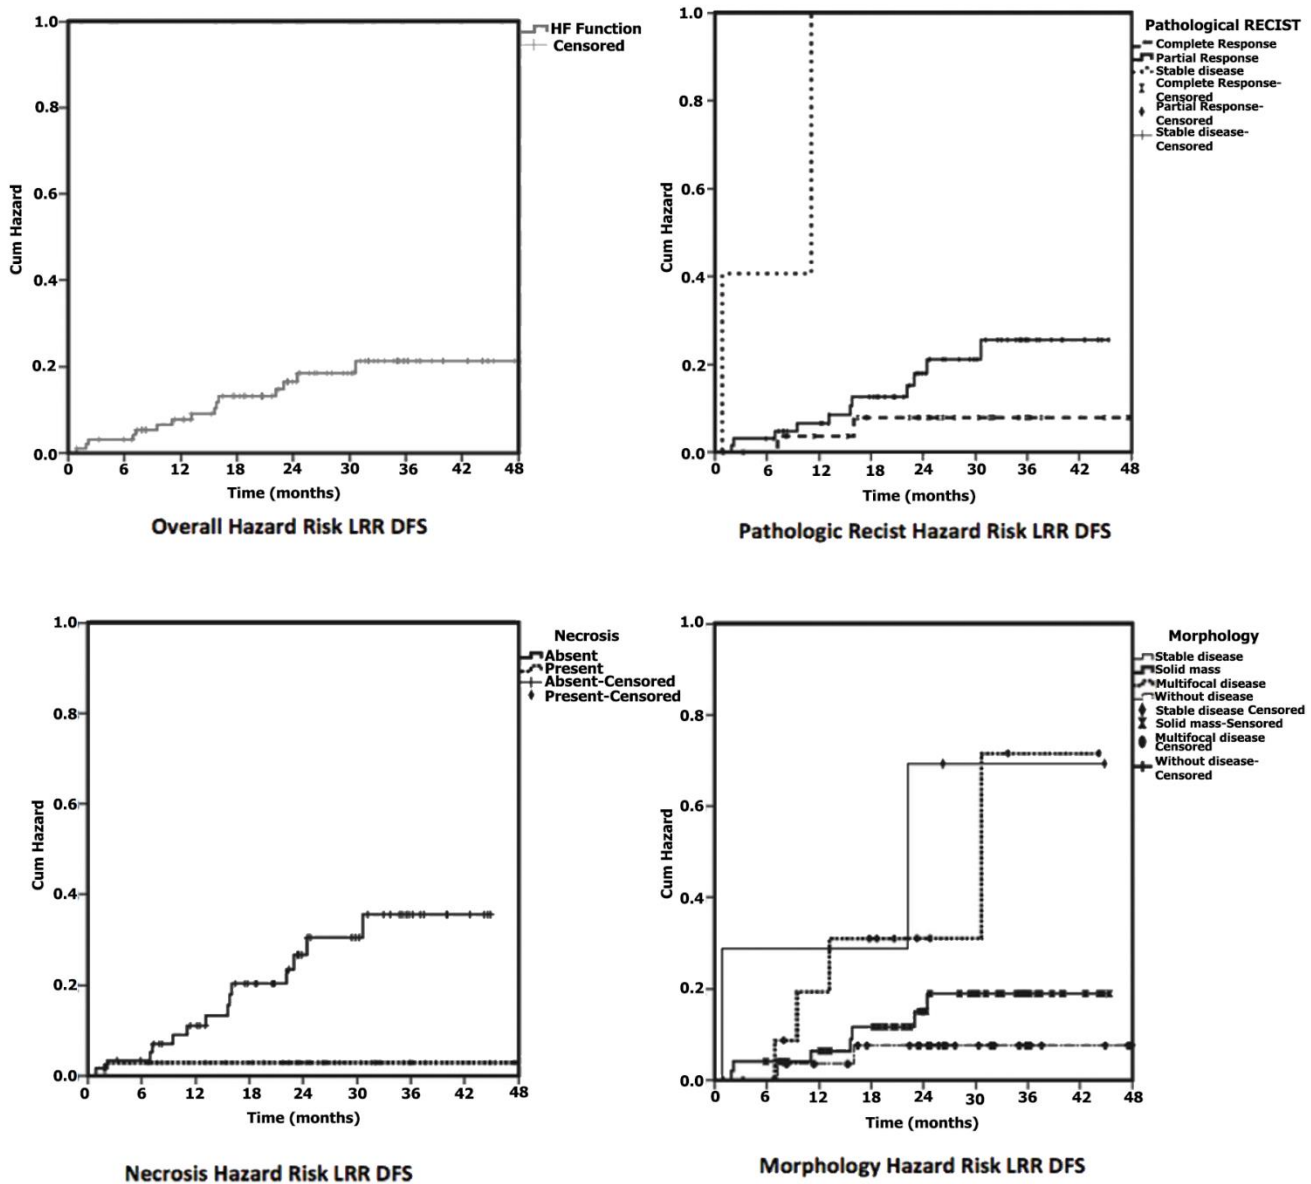 1.0
0.8
0.6
0.4
0.2
0.0
Cum Hazard
0 6 12 18 24 30 36 42 48
Time (months)
HF Function
Censored
Overall Hazard Risk LRR DFS
1.0
0.8
0.6
0.4
0.2
0.0
Cum Hazard
0 6 12 18 24 30 36 42 48
Time (months)
Pathological RECIST
Complete Response
Partial Response
Stable disease
Complete Response-
Censored
Partial Response-
Censored
Stable disease-
Censored
Pathologic Recist Hazard Risk LRR DFS
1.0
0.8
0.6
0.4
0.2
0.0
Cum Hazard
0 6 12 18 24 30 36 42 48
Time (months)
Necrosis
Absent
Present
Absent-Censored
Present-Censored
Necrosis Hazard Risk LRR DFS
1.0
0.8
0.6
0.4
0.2
0.0
Cum Hazard
0 6 12 18 24 30 36 42 48
Time (months)
Morphology
Stable disease
Solid mass
Multifocal disease
Without disease
Stable disease Censored
Solid mass-Sensored
Multifocal disease
Censored
Without disease-
Censored
Morphology Hazard Risk LRR DFS